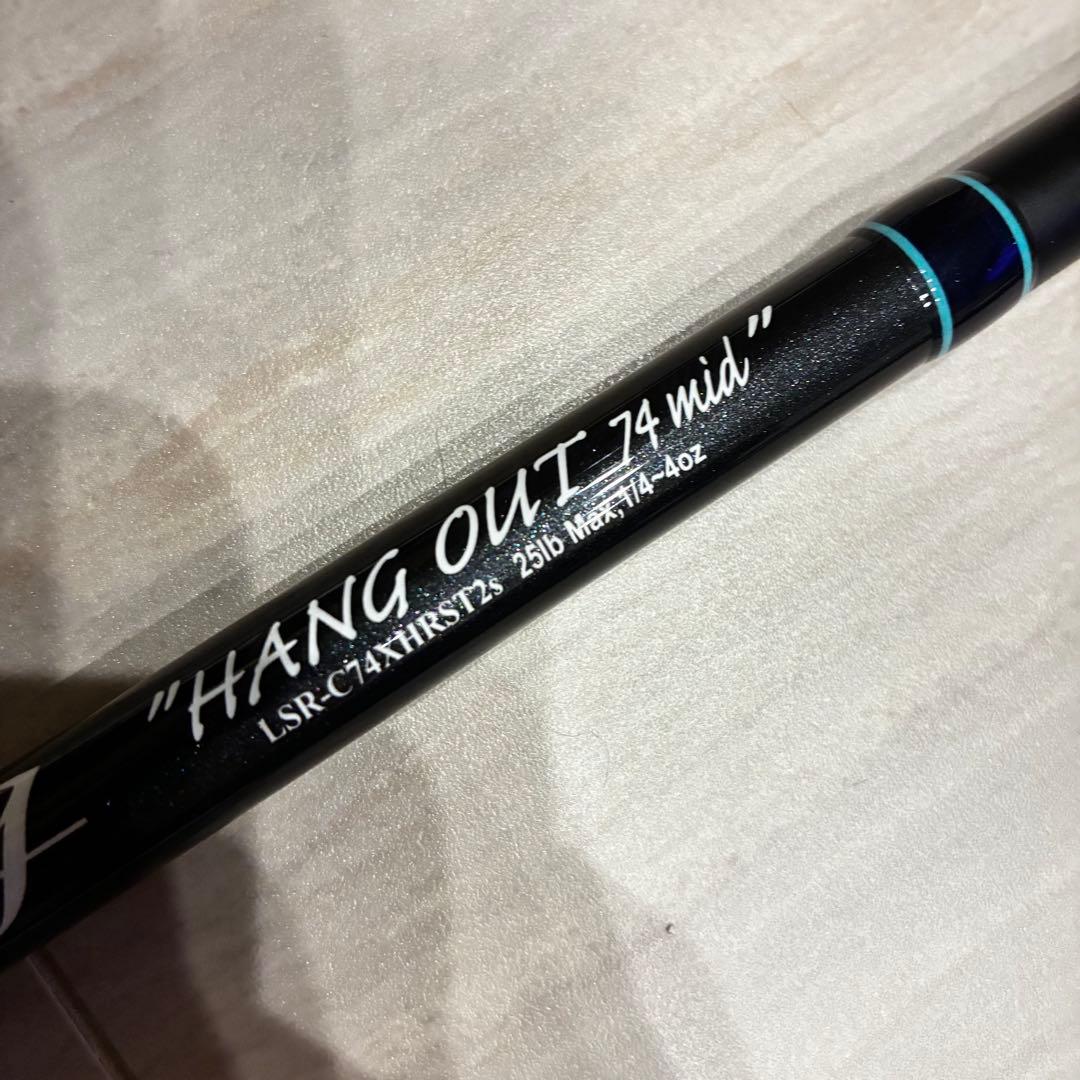 "HANG OUT 74 mid"
LSR-C74XHRST2s 25lb Max,1/4~4oz